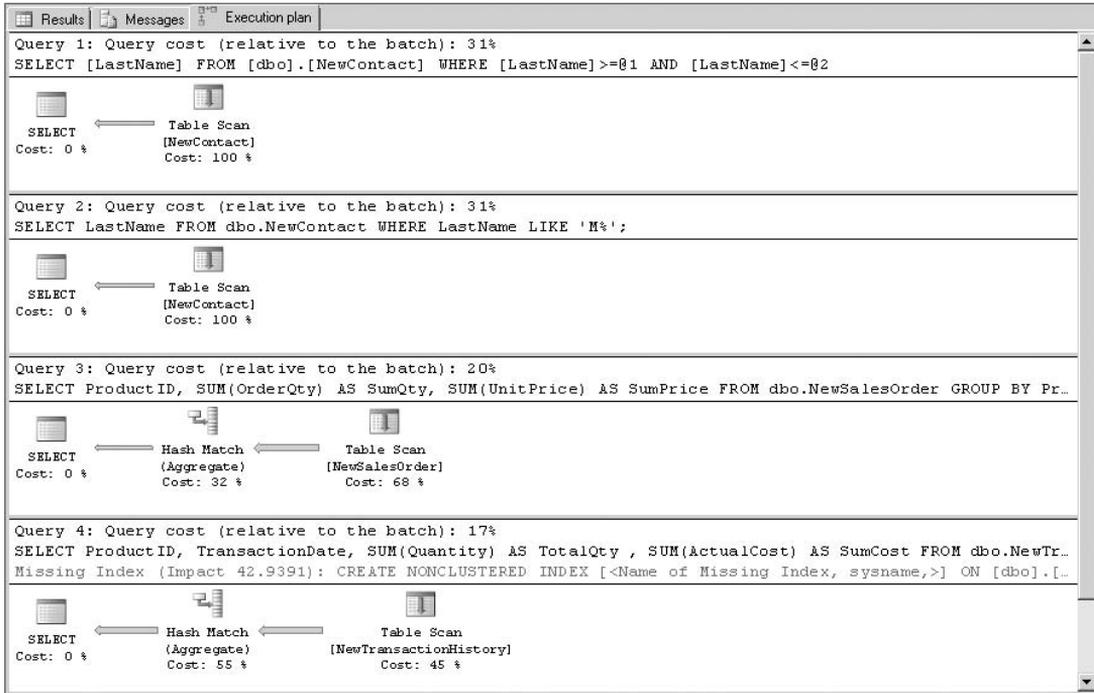 Results Messages Execution plan
Query 1: Query cost (relative to the batch): 31%
SELECT [LastName] FROM [dbo].[NewContact] WHERE [LastName]>=@1 AND [LastName]<=@2
SELECT
Cost: 0 %
Table Scan
[NewContact]
Cost: 100 %
Query 2: Query cost (relative to the batch): 31%
SELECT LastName FROM dbo.NewContact WHERE LastName LIKE 'M%';
SELECT
Cost: 0 %
Table Scan
[NewContact]
Cost: 100 %
Query 3: Query cost (relative to the batch): 20%
SELECT ProductID, SUM(OrderQty) AS SumQty, SUM(UnitPrice) AS SumPrice FROM dbo.NewSalesOrder GROUP BY Pr…
SELECT
Cost: 0 %
Hash Match
(Aggregate)
Cost: 32 %
Table Scan
[NewSalesOrder]
Cost: 68 %
Query 4: Query cost (relative to the batch): 17%
SELECT ProductID, TransactionDate, SUM(Quantity) AS TotalQty , SUM(ActualCost) AS SumCost FROM dbo.NewTr…
Missing Index (Impact 42.9391): CREATE NONCLUSTERED INDEX [<Name of Missing Index, sysname,>] ON [dbo].[…
SELECT
Cost: 0 %
Hash Match
(Aggregate)
Cost: 55 %
Table Scan
[NewTransactionHistory]
Cost: 45 %